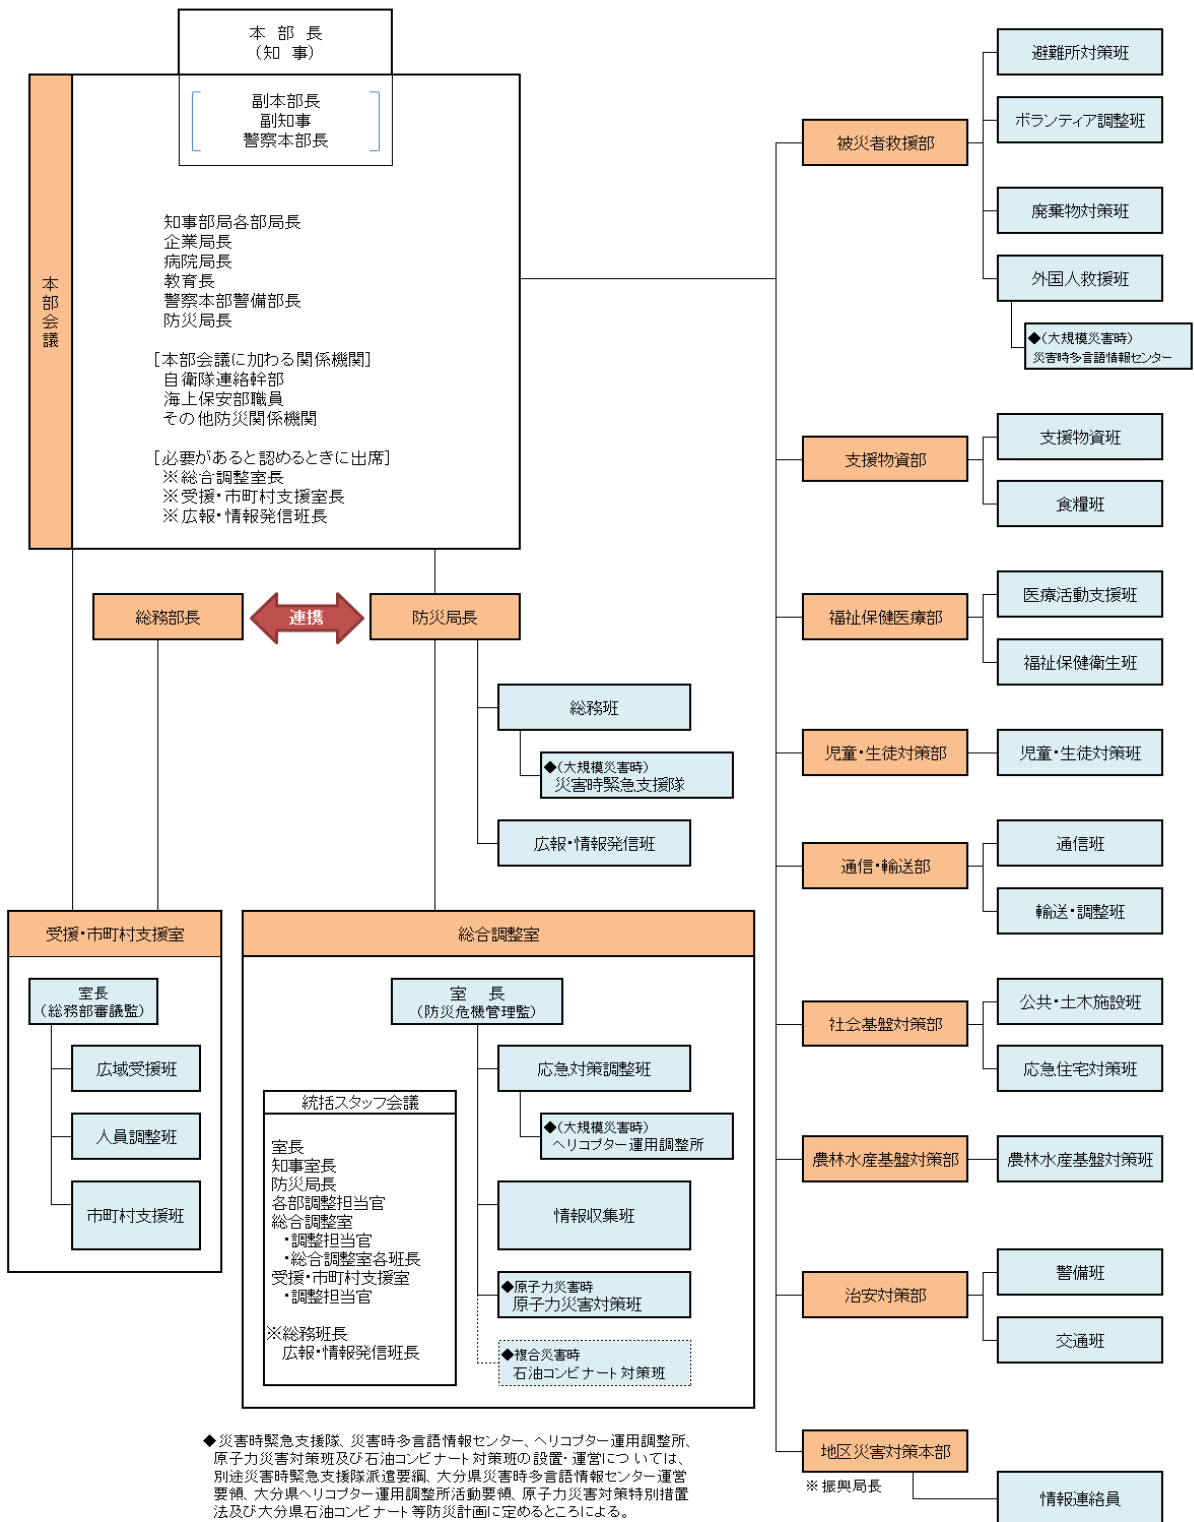 本 部 長
（知 事）
副本部長
副知事
警察本部長
本部会議
知事部局各部局長
企業局長
病院局長
教育長
警察本部警備部長
防災局長
［本部会議に加わる関係機関］
自衛隊連絡幹部
海上保安部職員
その他防災関係機関
［必要があると認めるときに出席］
※総合調整室長
※受援・市町村支援室長
※広報・情報発信班長
総務部長
連携
防災局長
総務班
◆（大規模災害時）
災害時緊急支援隊
広報・情報発信班
受援・市町村支援室
室長
（総務部審議監）
広域受援班
人員調整班
市町村支援班
総合調整室
室 長
（防災危機管理監）
応急対策調整班
◆（大規模災害時）
ヘリコプター運用調整所
情報収集班
◆原子力災害時
原子力災害対策班
◆複合災害時
石油コンビナート対策班
統括スタッフ会議
室長
知事室長
防災局長
各部調整担当官
総合調整室
・調整担当官
・総合調整室各班長
受援・市町村支援室
・調整担当官
※総務班長
広報・情報発信班長
◆災害時緊急支援隊、災害時多言語情報センター、ヘリコプター運用調整所、
原子力災害対策班及び石油コンビナート対策班の設置・運営については、
別途災害時緊急支援隊派遣要綱、大分県災害時多言語情報センター運営
要領、大分県ヘリコプター運用調整所活動要領、原子力災害対策特別措置
法及び大分県石油コンビナート等防災計画に定めるところによる。
被災者救援部
避難所対策班
ボランティア調整班
廃棄物対策班
外国人救援班
◆（大規模災害時）
災害時多言語情報センター
支援物資部
支援物資班
食糧班
福祉保健医療部
医療活動支援班
福祉保健衛生班
児童・生徒対策部
児童・生徒対策班
通信・輸送部
通信班
輸送・調整班
社会基盤対策部
公共・土木施設班
応急住宅対策班
農林水産基盤対策部
農林水産基盤対策班
治安対策部
警備班
交通班
地区災害対策本部
※振興局長
情報連絡員